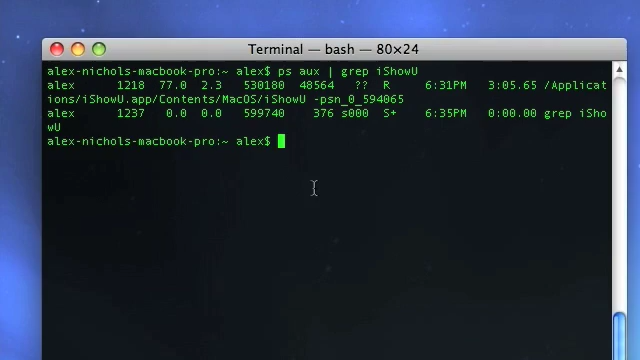 Terminal — bash — 80×24
alex-nichols-macbook-pro:~ alex$ ps aux | grep iShowU
alex 1218 77.0 2.3 530180 48564 ?? R 6:31PM 3:05.65 /Applicat
ions/iShowU.app/Contents/MacOS/iShowU -psn_0_594065
alex 1237 0.0 0.0 599740 376 s000 S+ 6:35PM 0:00.00 grep iSho
wU
alex-nichols-macbook-pro:~ alex$